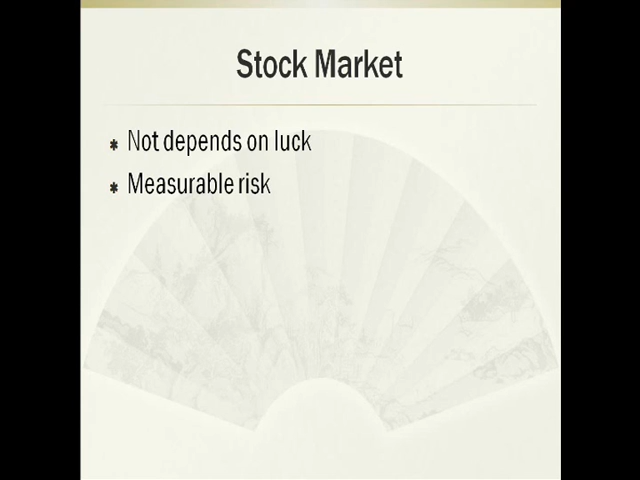 Stock Market
* Not depends on luck
* Measurable risk